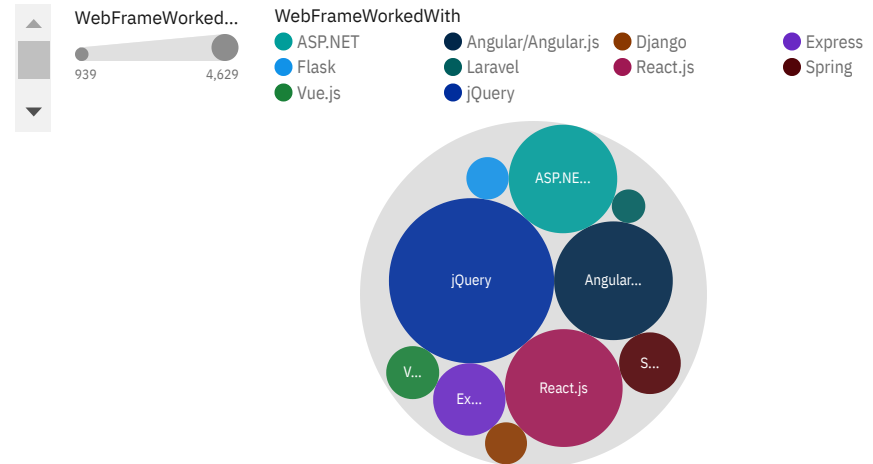 WebFrameWorked...
939 4,629
WebFrameWorkedWith
ASP.NET Angular/Angular.js Django Express
Flask Laravel React.js Spring
Vue.js jQuery
ASP.NE...
jQuery Angular...
V... Ex... React.js S...